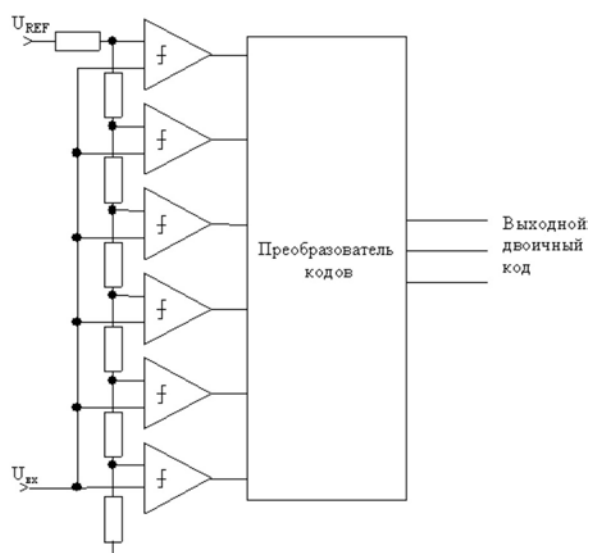 U_REF
Преобразователь
кодов
Выходной
двоичный
код
U_вх